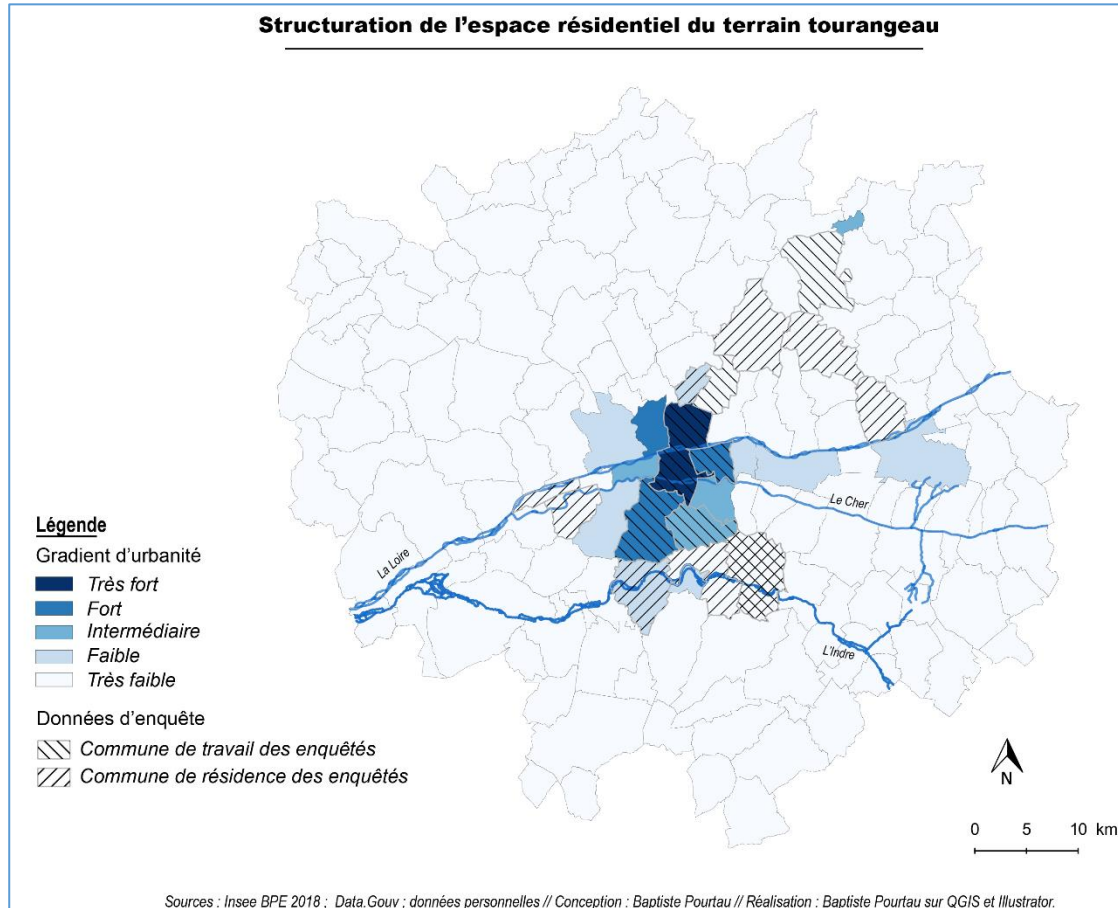 Structuration de l'espace résidentiel du terrain tourangeau
Le Cher
La Loire
L'Indre
Légende
Gradient d'urbanité
Très fort
Fort
Intermédiaire
Faible
Très faible
Données d'enquête
Commune de travail des enquêtés
Commune de résidence des enquêtés
N
0 5 10 km
Sources : Insee BPE 2018 ; Data.Gouv ; données personnelles // Conception : Baptiste Pourtau // Réalisation : Baptiste Pourtau sur QGIS et Illustrator.